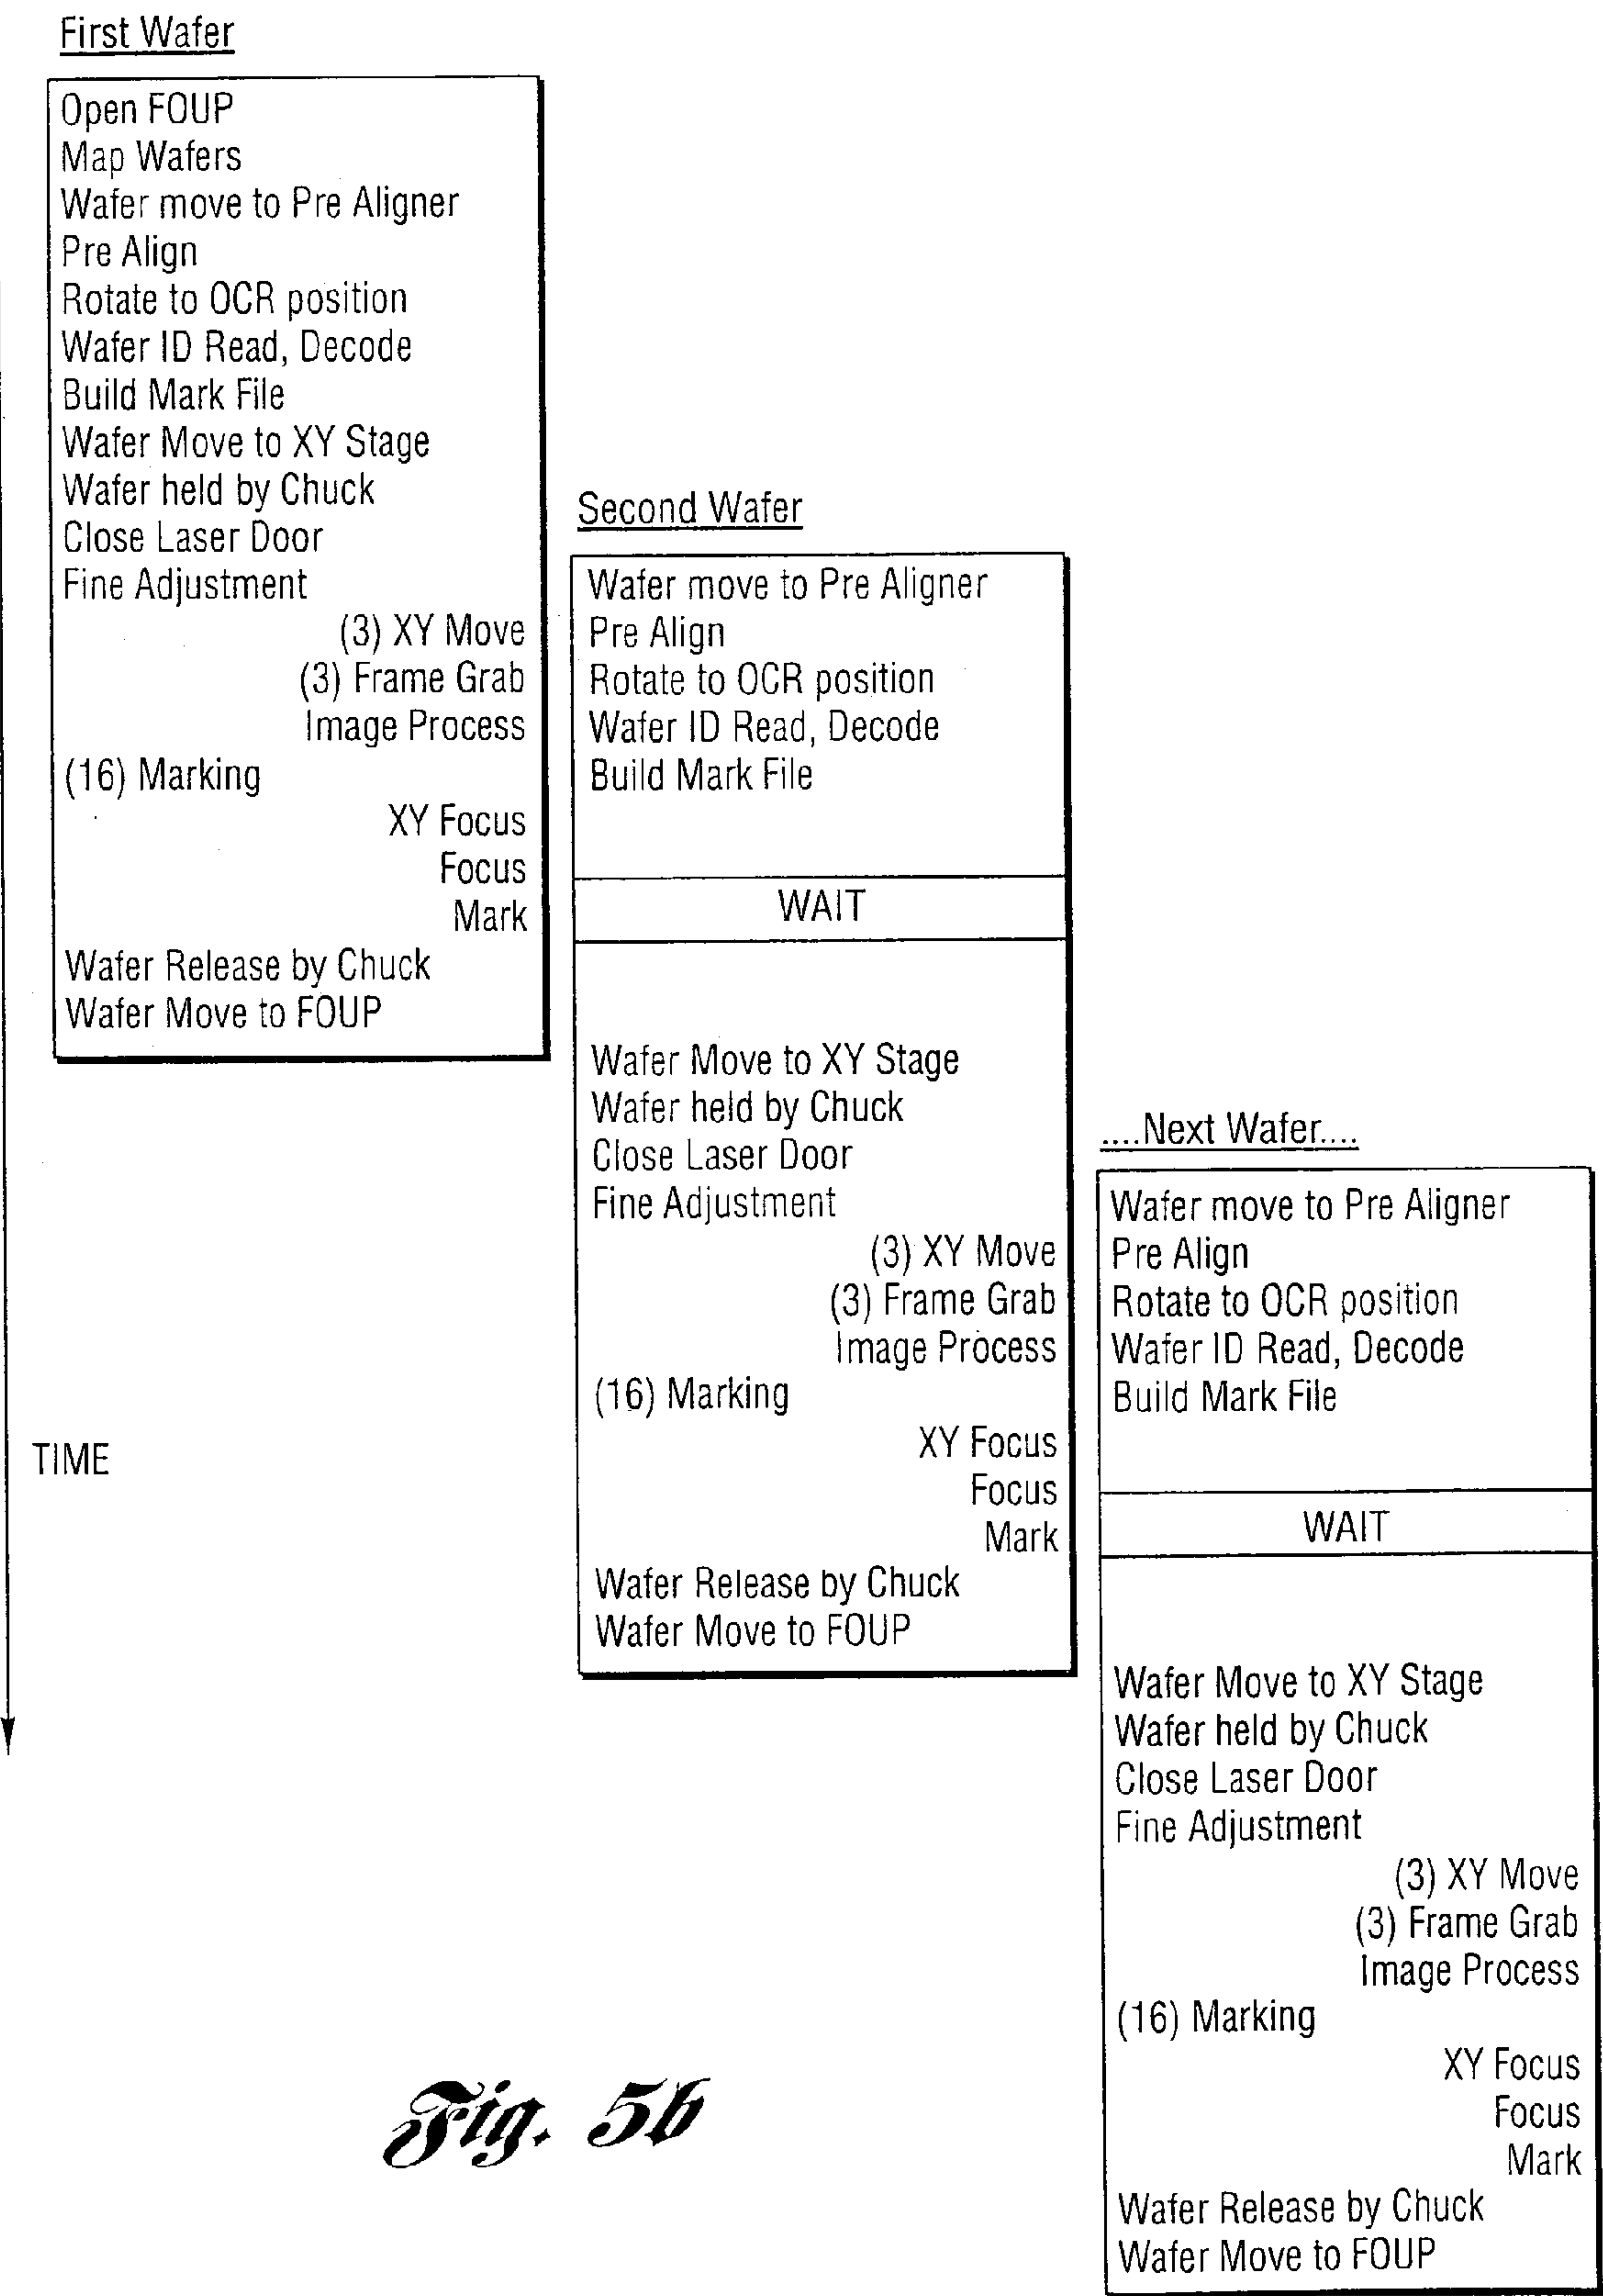 First Wafer
Open FOUP
Map Wafers
Wafer move to Pre Aligner
Pre Align
Rotate to OCR position
Wafer ID Read, Decode
Build Mark File
Wafer Move to XY Stage
Wafer held by Chuck
Close Laser Door
Fine Adjustment
(3) XY Move
(3) Frame Grab
Image Process
(16) Marking
XY Focus
Focus
Mark
Wafer Release by Chuck
Wafer Move to FOUP
Second Wafer
Wafer move to Pre Aligner
Pre Align
Rotate to OCR position
Wafer ID Read, Decode
Build Mark File
WAIT
Wafer Move to XY Stage
Wafer held by Chuck
Close Laser Door
Fine Adjustment
(3) XY Move
(3) Frame Grab
Image Process
(16) Marking
XY Focus
Focus
Mark
Wafer Release by Chuck
Wafer Move to FOUP
....Next Wafer....
Wafer move to Pre Aligner
Pre Align
Rotate to OCR position
Wafer ID Read, Decode
Build Mark File
WAIT
Wafer Move to XY Stage
Wafer held by Chuck
Close Laser Door
Fine Adjustment
(3) XY Move
(3) Frame Grab
Image Process
(16) Marking
XY Focus
Focus
Mark
Wafer Release by Chuck
Wafer Move to FOUP
TIME
Fig. 5b